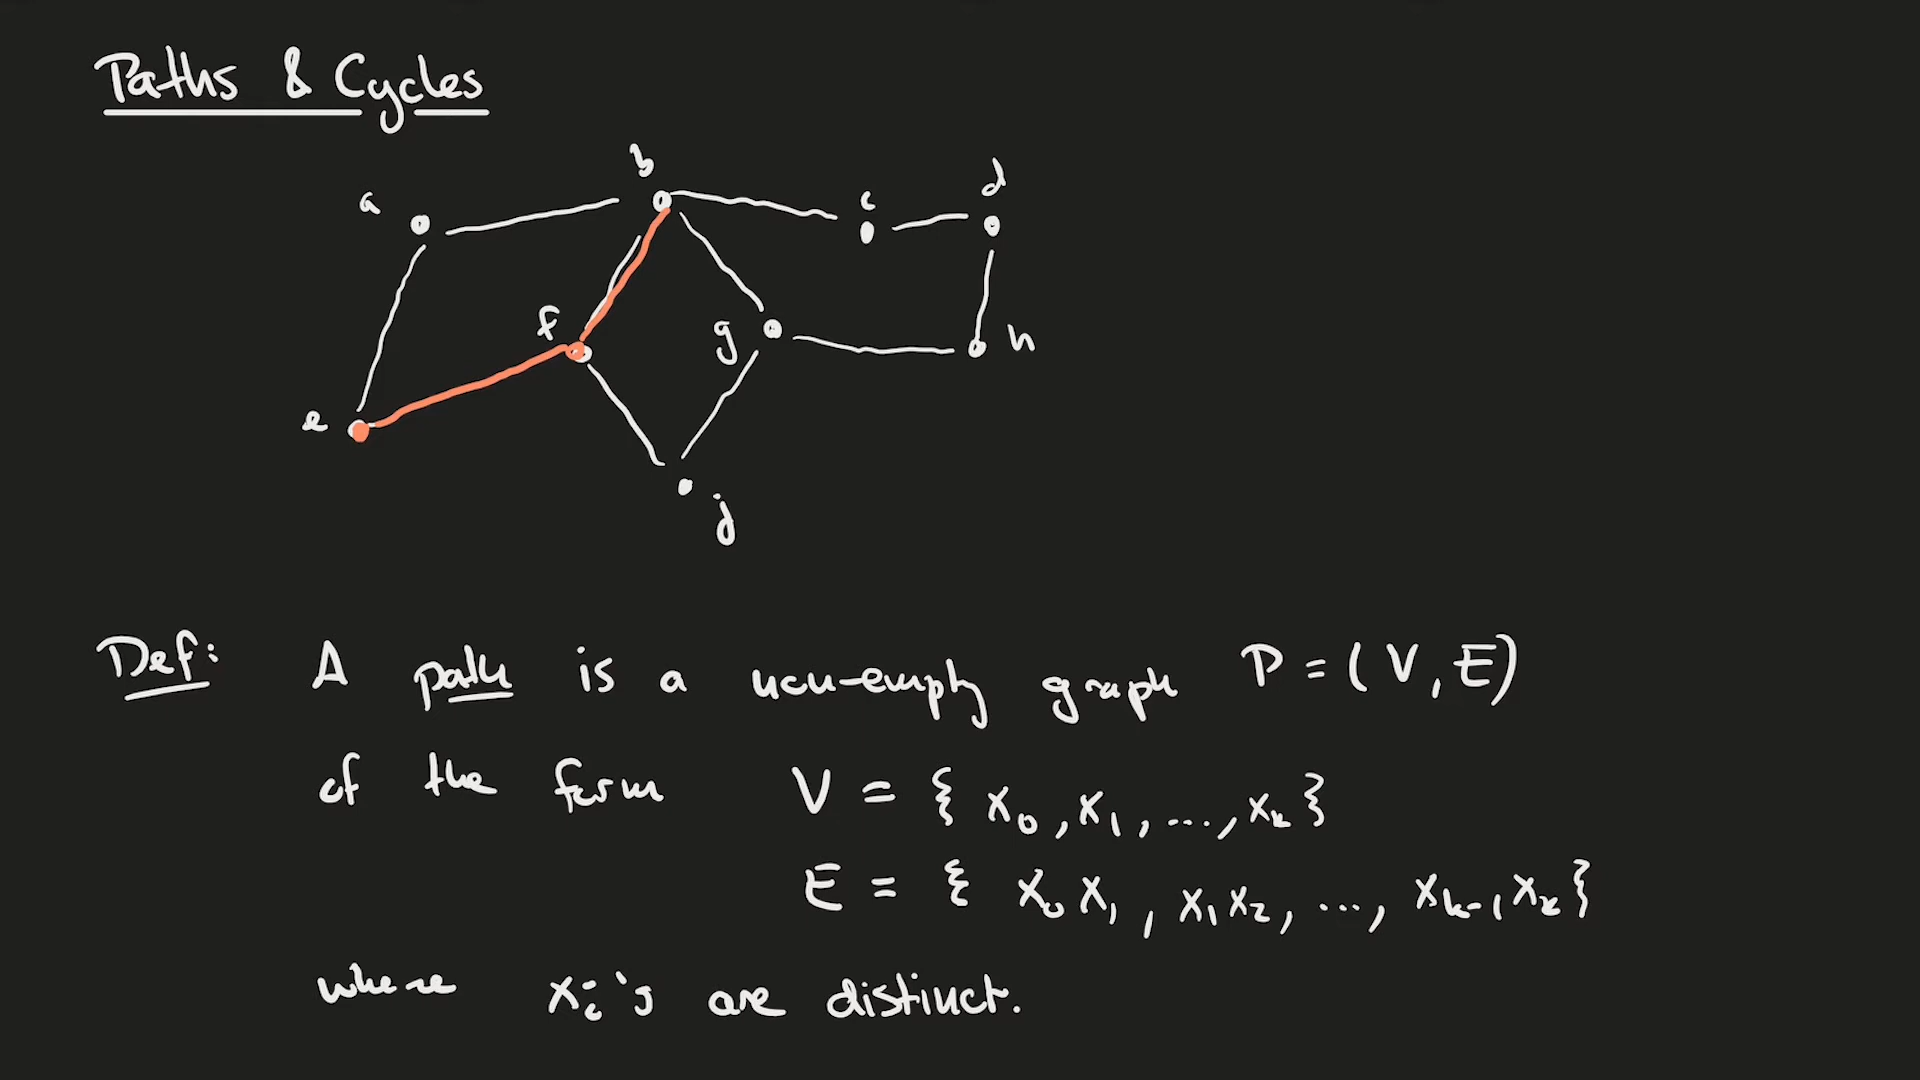 Paths & Cycles
b
d
a
c
f
g
h
e
j
Def: A path is a non-empty graph P = (V, E)
of the form V = { x₀, x₁, ..., xₖ }
E = { x₀x₁, x₁x₂, ..., xₖ₋₁xₖ }
where xᵢ's are distinct.